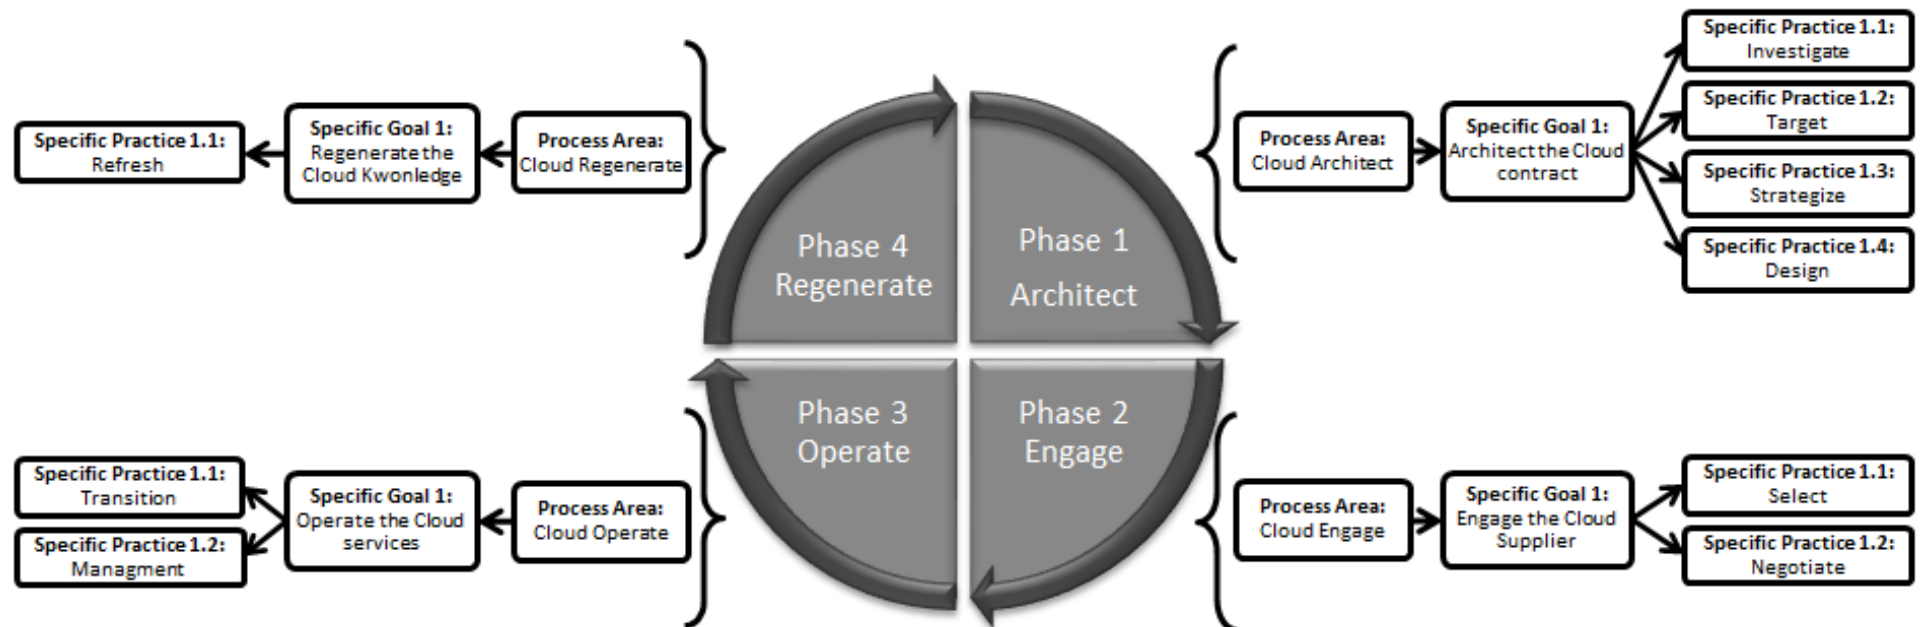 Specific Practice 1.1:
Refresh
Specific Goal 1:
Regenerate the
Cloud Kwonledge
Process Area:
Cloud Regenerate
Phase 4
Regenerate
Phase 1
Architect
Process Area:
Cloud Architect
Specific Goal 1:
Architect the Cloud
contract
Specific Practice 1.1:
Investigate
Specific Practice 1.2:
Target
Specific Practice 1.3:
Strategize
Specific Practice 1.4:
Design
Specific Practice 1.1:
Transition
Specific Practice 1.2:
Managment
Specific Goal 1:
Operate the Cloud
services
Process Area:
Cloud Operate
Phase 3
Operate
Phase 2
Engage
Process Area:
Cloud Engage
Specific Goal 1:
Engage the Cloud
Supplier
Specific Practice 1.1:
Select
Specific Practice 1.2:
Negotiate